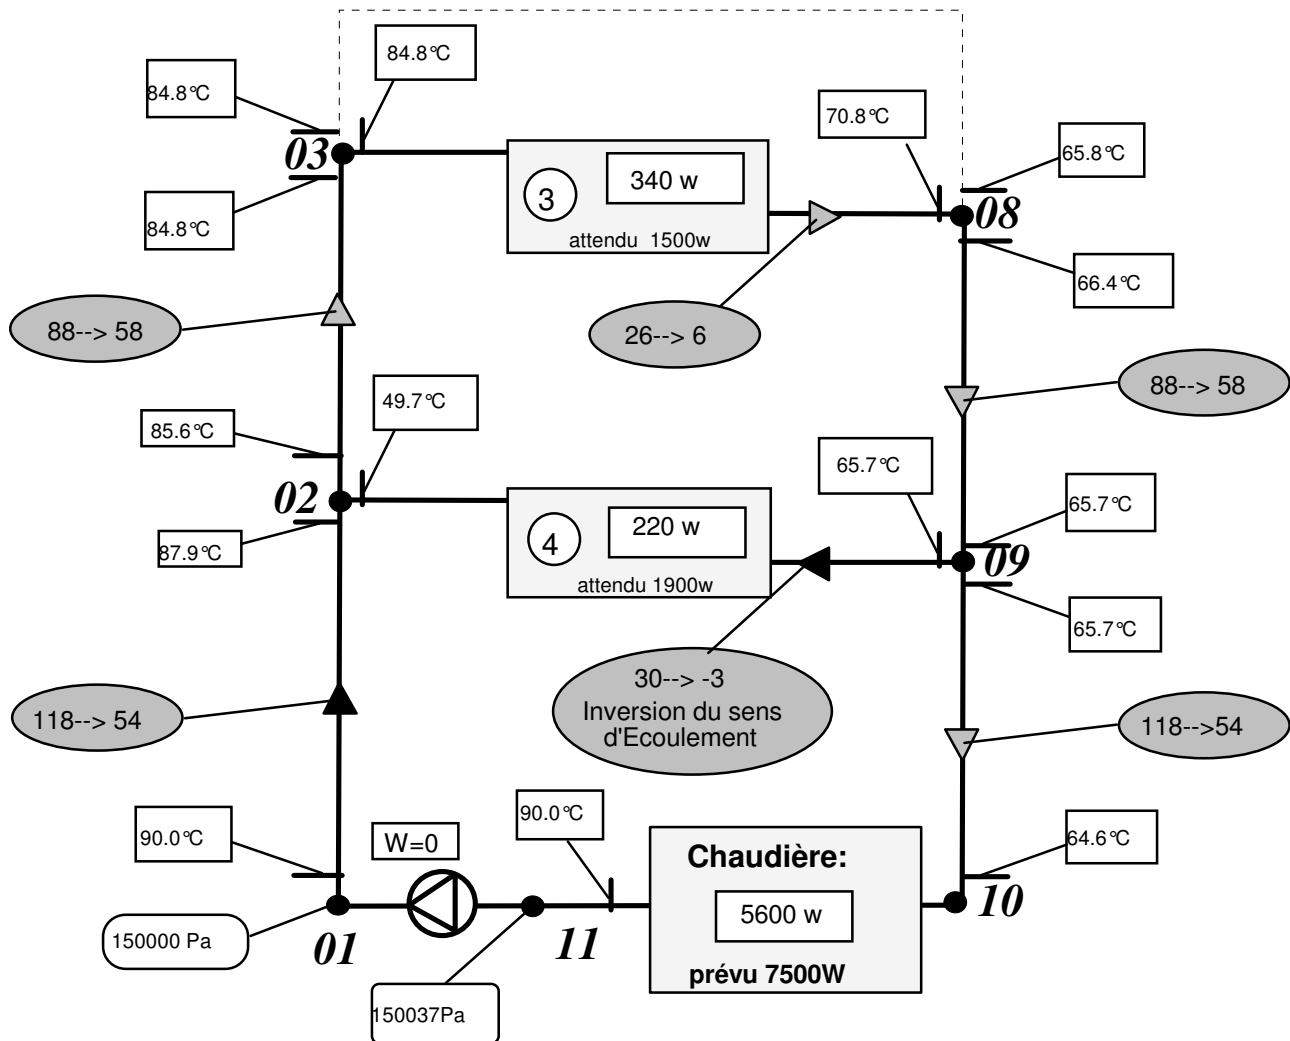 84.8°C
84.8°C
70.8°C
65.8°C
03
3
340 w
attendu 1500w
08
84.8°C
66.4°C
88--> 58
26--> 6
88--> 58
49.7°C
85.6°C
65.7°C
65.7°C
02
4
220 w
attendu 1900w
09
87.9°C
65.7°C
30--> -3
Inversion du sens
d'Ecoulement
118--> 54
118-->54
90.0°C
W=0
90.0°C
Chaudière:
5600 w
prévu 7500W
64.6°C
10
150000 Pa
01
11
150037Pa